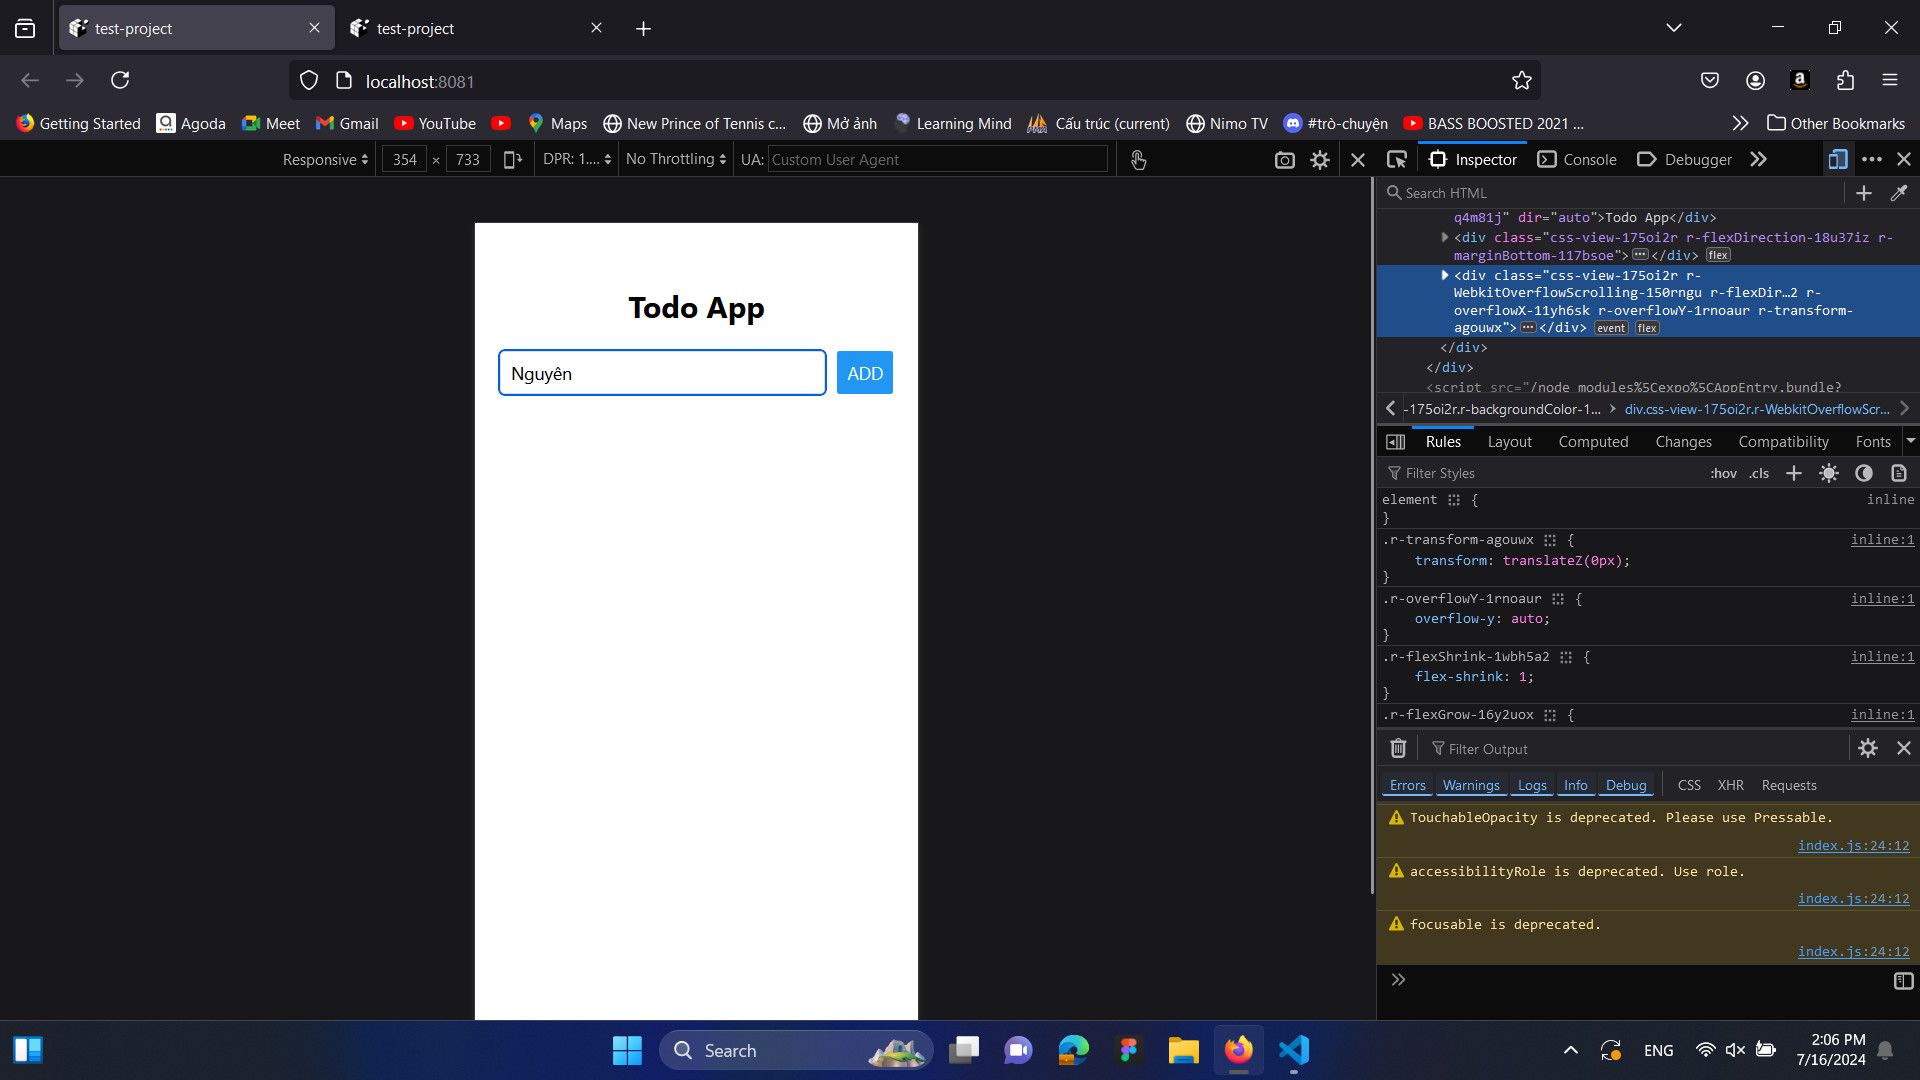 test-project
test-project
localhost:8081
Getting Started Agoda Meet Gmail YouTube Maps New Prince of Tennis c... Mở ảnh Learning Mind Cấu trúc (current) Nimo TV #trò-chuyện BASS BOOSTED 2021 ... Other Bookmarks
Responsive 354 × 733 DPR: 1.... No Throttling UA: Custom User Agent Inspector Console Debugger
Search HTML
q4m81j" dir="auto">Todo App</div>
<div class="css-view-175oi2r r-flexDirection-18u37iz r-
marginBottom-117bsoe"></div> flex
<div class="css-view-175oi2r r-
WebkitOverflowScrolling-150rngu r-flexDir…2 r-
overflowX-11yh6sk r-overflowY-1rnoaur r-transform-
agouwx"></div> event flex
</div>
</div>
<script src="/node_modules%5Cexpo%5CAppEntry.bundle?
-175oi2r.r-backgroundColor-1... div.css-view-175oi2r.r-WebkitOverflowScr...
Rules Layout Computed Changes Compatibility Fonts
Filter Styles :hov .cls
element { inline
}
.r-transform-agouwx { inline:1
transform: translateZ(0px);
}
.r-overflowY-1rnoaur { inline:1
overflow-y: auto;
}
.r-flexShrink-1wbh5a2 { inline:1
flex-shrink: 1;
}
.r-flexGrow-16y2uox { inline:1
Filter Output
Errors Warnings Logs Info Debug CSS XHR Requests
TouchableOpacity is deprecated. Please use Pressable.
index.js:24:12
accessibilityRole is deprecated. Use role.
index.js:24:12
focusable is deprecated.
index.js:24:12
Todo App
Nguyên ADD
Search
ENG
2:06 PM
7/16/2024